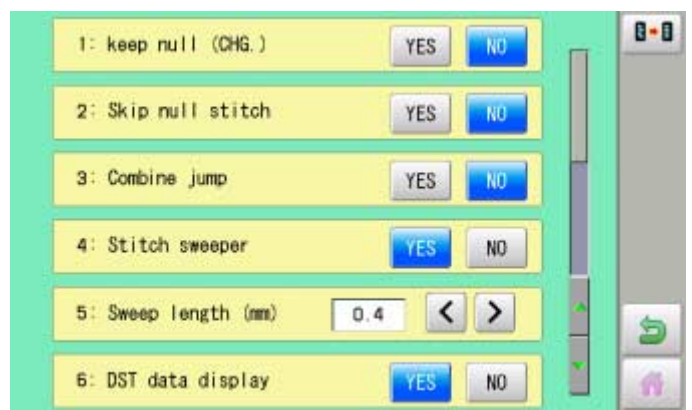 1: keep null (CHG.) YES NO
2: Skip null stitch YES NO
3: Combine jump YES NO
4: Stitch sweeper YES NO
5: Sweep length (mm) 0.4 < >
6: DST data display YES NO